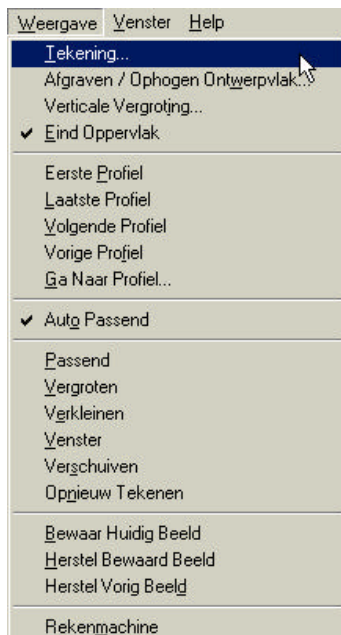 Weergave Venster Help
Tekening...
Afgraven / Ophogen Ontwerpvlak...
Verticale Vergroting...
Eind Oppervlak
Eerste Profiel
Laatste Profiel
Volgende Profiel
Vorige Profiel
Ga Naar Profiel...
Auto Passend
Passend
Vergroten
Verkleinen
Venster
Verschuiven
Opnieuw Tekenen
Bewaar Huidig Beeld
Herstel Bewaard Beeld
Herstel Vorig Beeld
Rekenmachine